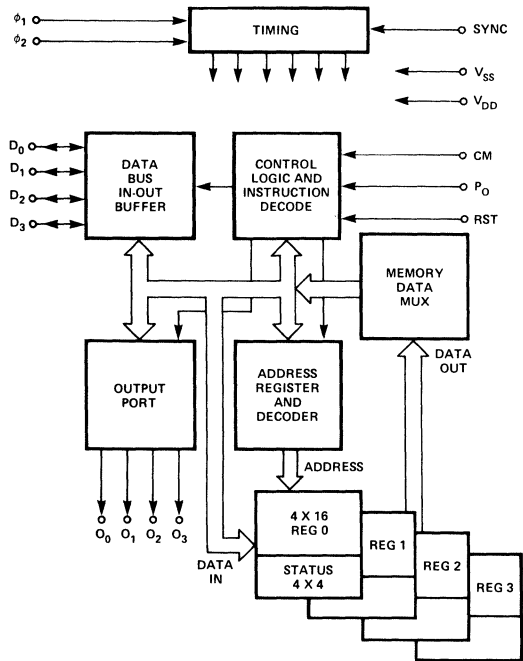 ϕ1
ϕ2
TIMING
SYNC
VSS
VDD
D0
D1
D2
D3
DATA
BUS
IN-OUT
BUFFER
CONTROL
LOGIC AND
INSTRUCTION
DECODE
CM
PO
RST
MEMORY
DATA
MUX
OUTPUT
PORT
ADDRESS
REGISTER
AND
DECODER
DATA
OUT
ADDRESS
O0
O1
O2
O3
DATA
IN
4 X 16
REG 0
STATUS
4 X 4
REG 1
REG 2
REG 3